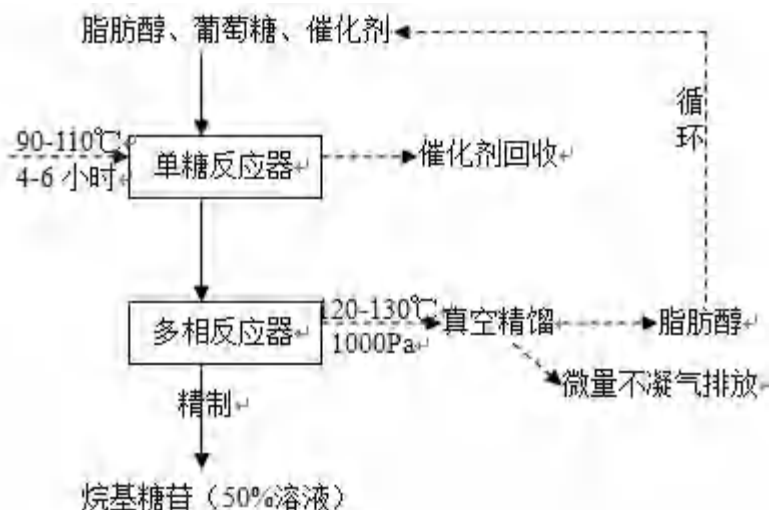 脂肪醇、葡萄糖、催化剂
循
环
90-110℃
4-6 小时
单糖反应器
催化剂回收
多相反应器
120-130℃
1000Pa
真空精馏
脂肪醇
微量不凝气排放
精制
烷基糖苷（50%溶液）